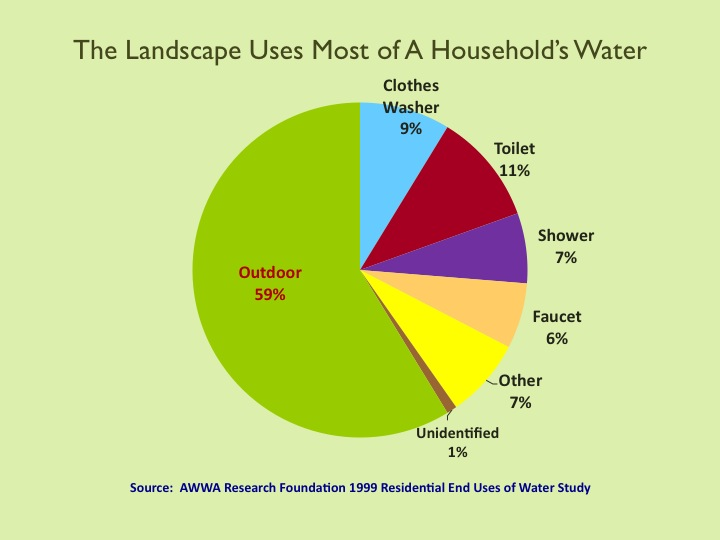 The Landscape Uses Most of A Household's Water
Clothes
Washer
9%
Toilet
11%
Shower
7%
Outdoor
59%
Faucet
6%
Other
7%
Unidentified
1%
Source:  AWWA Research Foundation 1999 Residential End Uses of Water Study